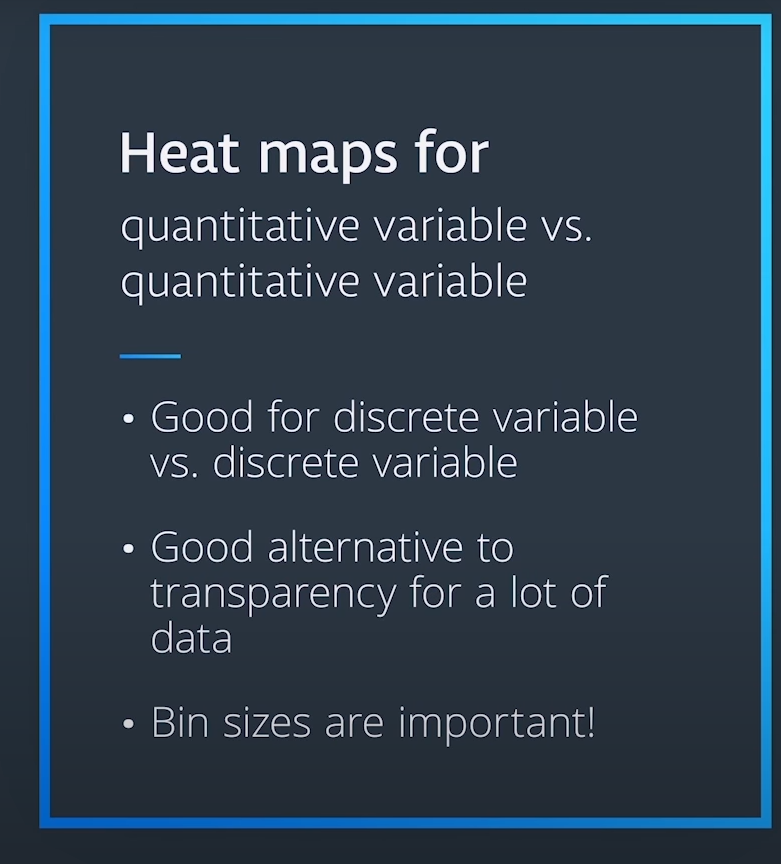 Heat maps for
quantitative variable vs.
quantitative variable
• Good for discrete variable
vs. discrete variable
• Good alternative to
transparency for a lot of
data
• Bin sizes are important!